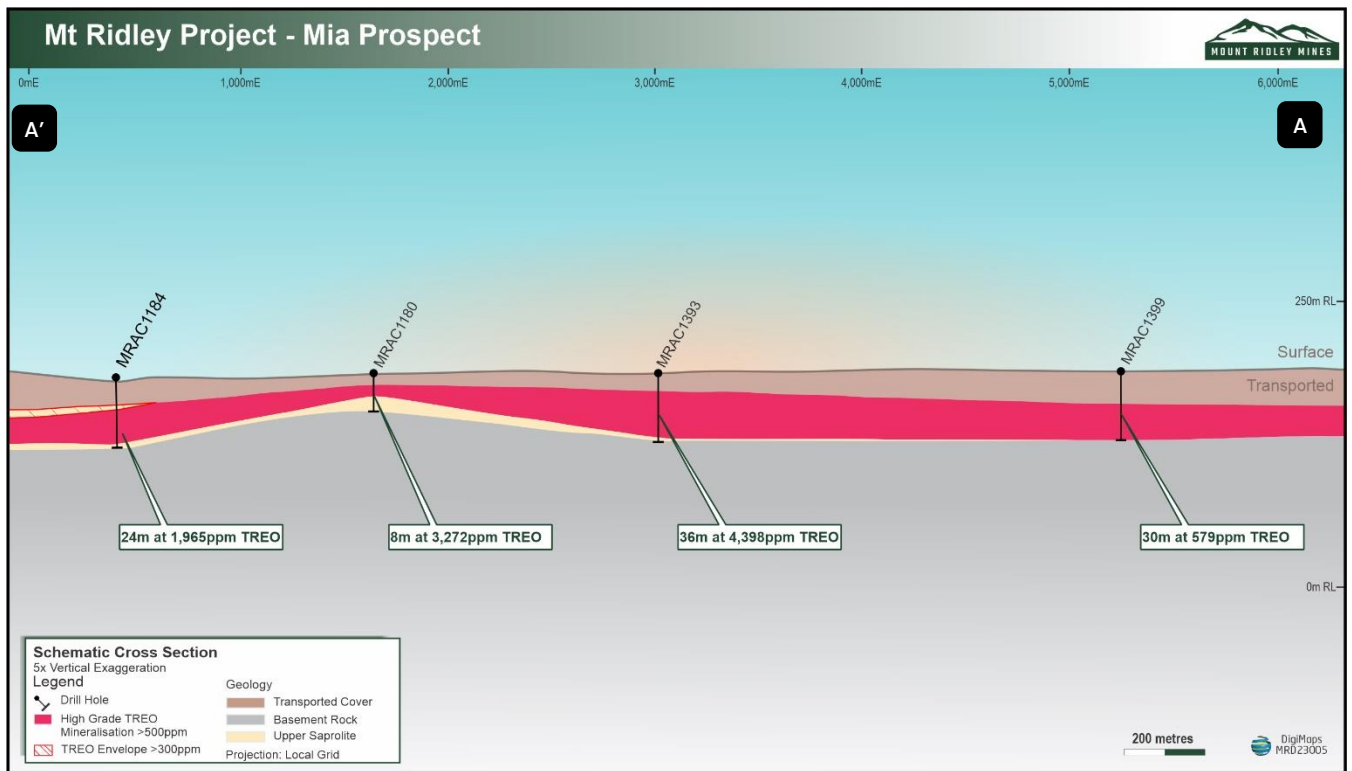 Mt Ridley Project - Mia Prospect
MOUNT RIDLEY MINES
0mE
1,000mE
2,000mE
3,000mE
4,000mE
5,000mE
6,000mE
A'
A
MRAC1184
MRAC1180
MRAC1393
MRAC1399
250m RL
Surface
Transported
24m at 1,965ppm TREO
8m at 3,272ppm TREO
36m at 4,398ppm TREO
30m at 579ppm TREO
0m RL
Schematic Cross Section
5x Vertical Exaggeration
Legend
Drill Hole
High Grade TREO
Mineralisation >500ppm
TREO Envelope >300ppm
Geology
Transported Cover
Basement Rock
Upper Saprolite
Projection: Local Grid
200 metres
DigiMaps
MRD23005